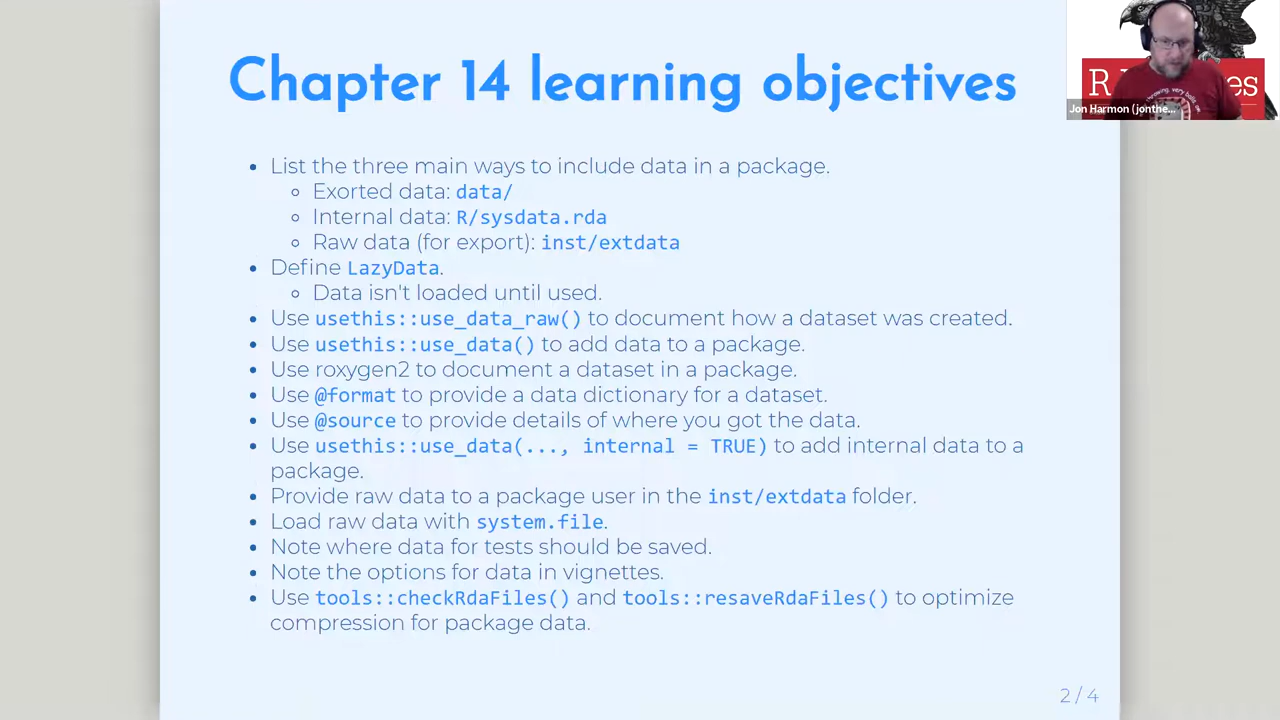 Chapter 14 learning objectives
• List the three main ways to include data in a package.
◦ Exorted data: data/
◦ Internal data: R/sysdata.rda
◦ Raw data (for export): inst/extdata
• Define LazyData.
◦ Data isn't loaded until used.
• Use usethis::use_data_raw() to document how a dataset was created.
• Use usethis::use_data() to add data to a package.
• Use roxygen2 to document a dataset in a package.
• Use @format to provide a data dictionary for a dataset.
• Use @source to provide details of where you got the data.
• Use usethis::use_data(..., internal = TRUE) to add internal data to a
package.
• Provide raw data to a package user in the inst/extdata folder.
• Load raw data with system.file.
• Note where data for tests should be saved.
• Note the options for data in vignettes.
• Use tools::checkRdaFiles() and tools::resaveRdaFiles() to optimize
compression for package data.
2 / 4
Jon Harmon (jonthe...